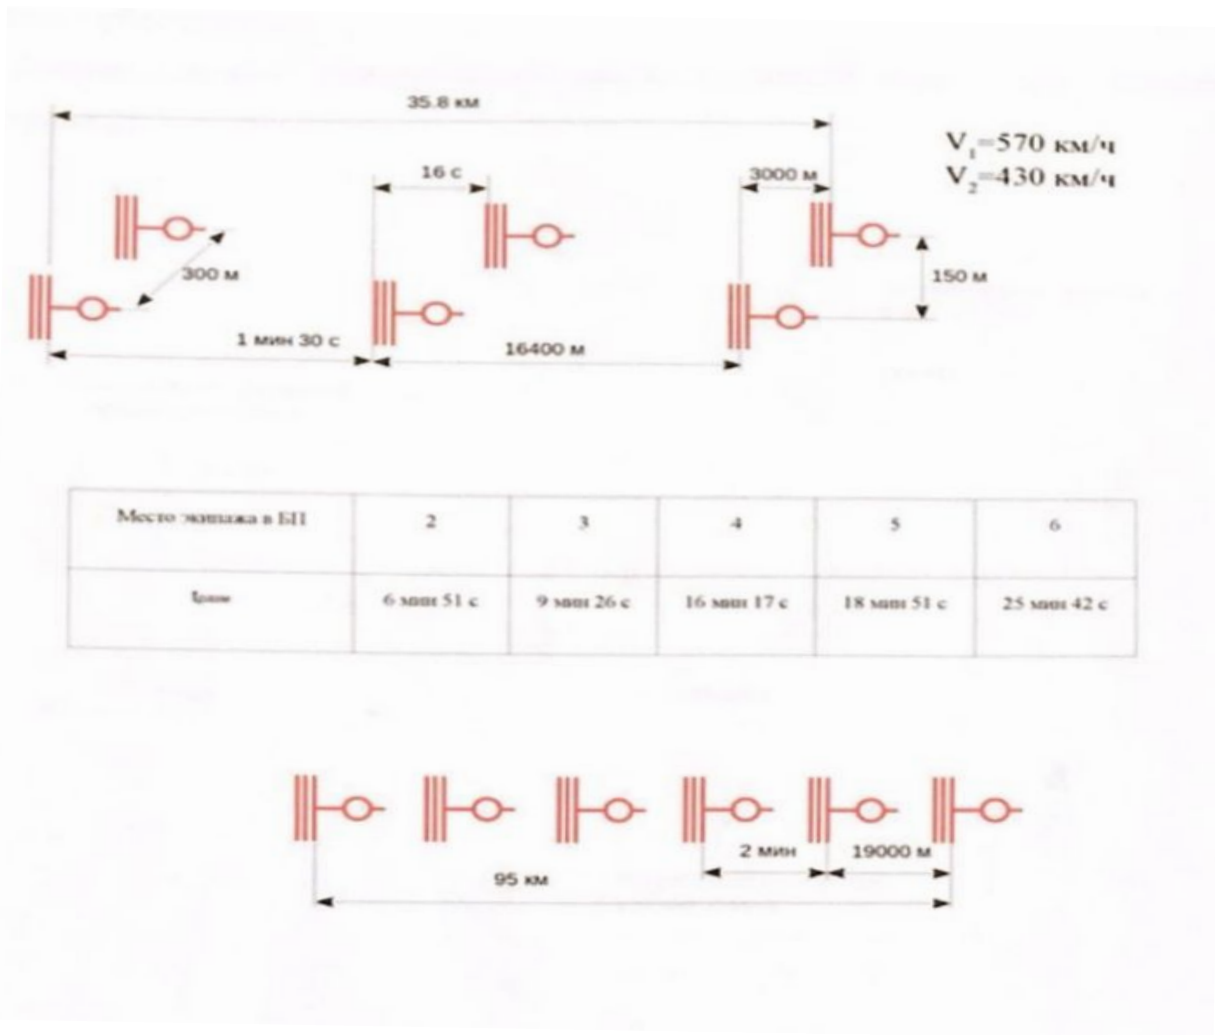 35.8 км
V₁=570 км/ч
V₂=430 км/ч
16 с
3000 м
300 м
150 м
1 мин 30 с
16400 м
Место экипажа в БП 2 3 4 5 6
6 мин 51 с 9 мин 26 с 16 мин 17 с 18 мин 51 с 25 мин 42 с
2 мин
19000 м
95 км